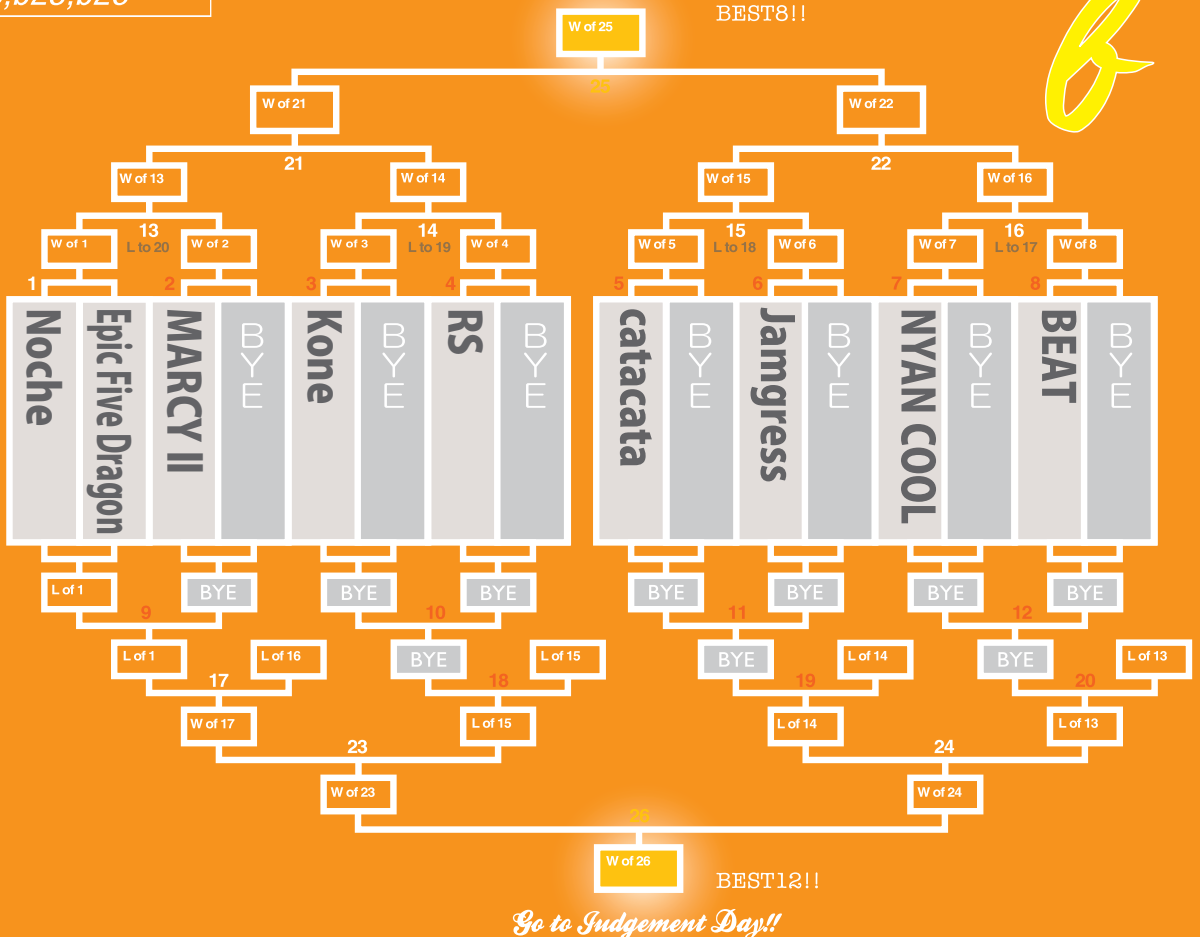 BEST8!!
W of 25
25
W of 21
W of 22
21
22
W of 13
W of 14
W of 15
W of 16
13
L to 20
14
L to 19
15
L to 18
16
L to 17
W of 1
W of 2
W of 3
W of 4
W of 5
W of 6
W of 7
W of 8
1
2
3
4
5
6
7
8
Noche
Epic Five Dragon
MARCY II
BYE
Kone
BYE
RS
BYE
catacata
BYE
Jamgress
BYE
NYAN COOL
BYE
BEAT
BYE
L of 1
BYE
BYE
BYE
BYE
BYE
BYE
BYE
9
10
11
12
L of 1
L of 16
BYE
L of 15
BYE
L of 14
BYE
L of 13
17
18
19
20
W of 17
L of 15
L of 14
L of 13
23
24
W of 23
W of 24
26
W of 26
BEST12!!
Go to Judgement Day!!